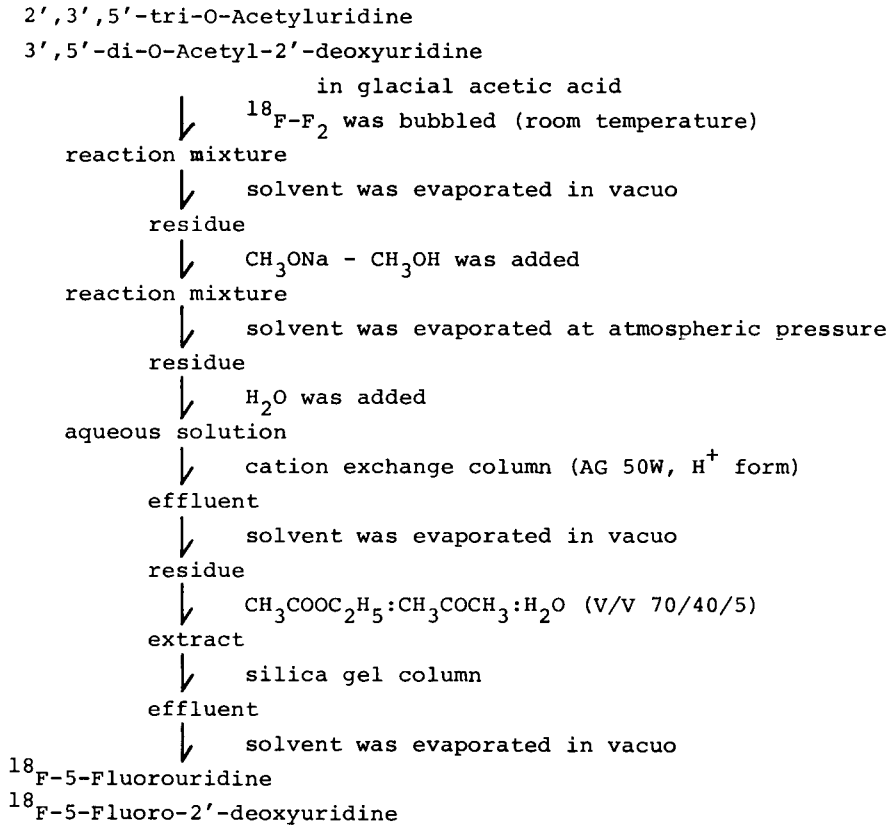 2',3',5'-tri-O-Acetyluridine
3',5'-di-O-Acetyl-2'-deoxyuridine
in glacial acetic acid
18F-F2 was bubbled (room temperature)
reaction mixture
solvent was evaporated in vacuo
residue
CH3ONa - CH3OH was added
reaction mixture
solvent was evaporated at atmospheric pressure
residue
H2O was added
aqueous solution
cation exchange column (AG 50W, H+ form)
effluent
solvent was evaporated in vacuo
residue
CH3COOC2H5:CH3COCH3:H2O (V/V 70/40/5)
extract
silica gel column
effluent
solvent was evaporated in vacuo
18F-5-Fluorouridine
18F-5-Fluoro-2'-deoxyuridine